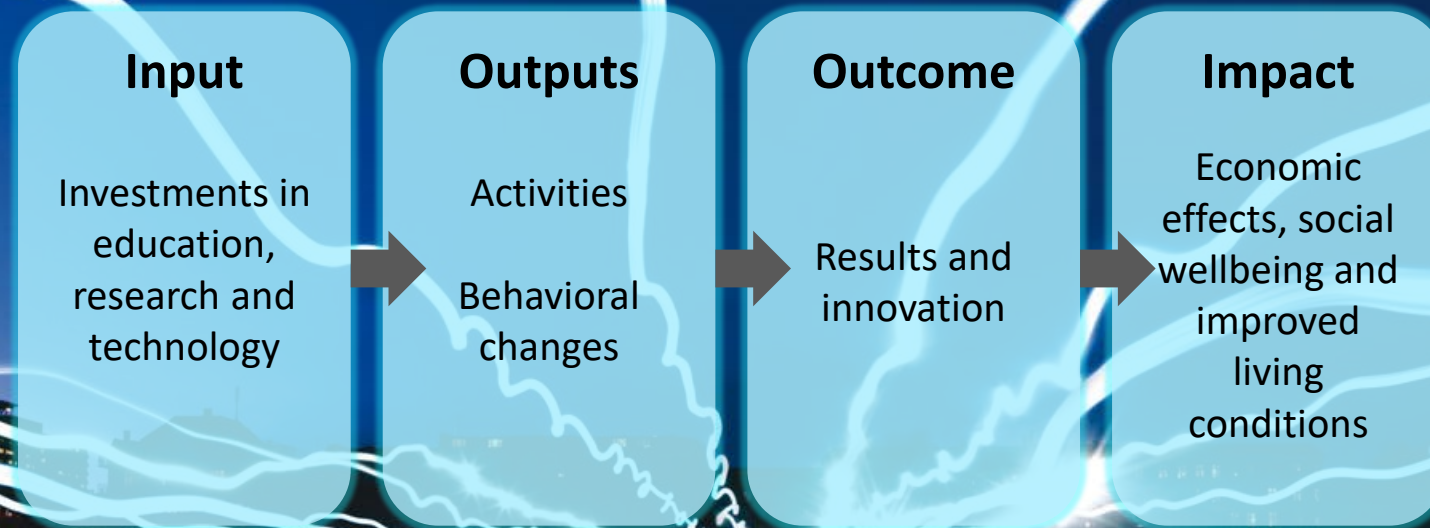 Input
Investments in
education,
research and
technology
Outputs
Activities
Behavioral
changes
Outcome
Results and
innovation
Impact
Economic
effects, social
wellbeing and
improved
living
conditions